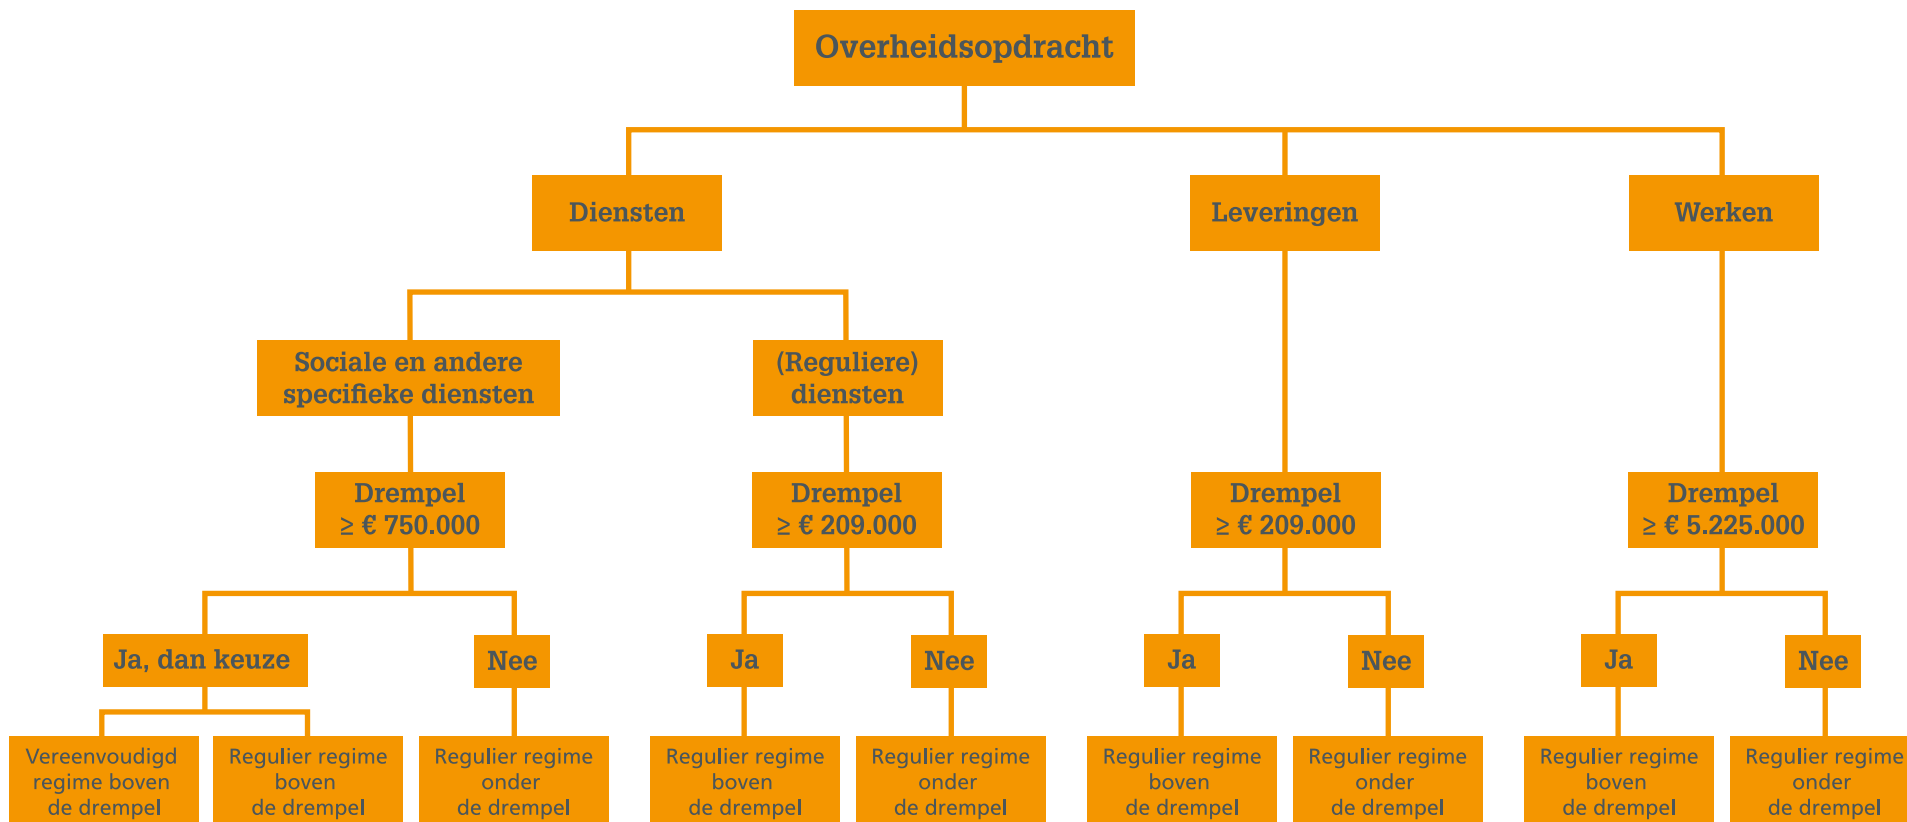 Overheidsopdracht
Diensten
Leveringen
Werken
Sociale en andere
specifieke diensten
(Reguliere)
diensten
Drempel
≥ € 750.000
Drempel
≥ € 209.000
Drempel
≥ € 209.000
Drempel
≥ € 5.225.000
Ja, dan keuze
Nee
Ja
Nee
Ja
Nee
Ja
Nee
Vereenvoudigd
regime boven
de drempel
Regulier regime
boven
de drempel
Regulier regime
onder
de drempel
Regulier regime
boven
de drempel
Regulier regime
onder
de drempel
Regulier regime
boven
de drempel
Regulier regime
onder
de drempel
Regulier regime
boven
de drempel
Regulier regime
onder
de drempel